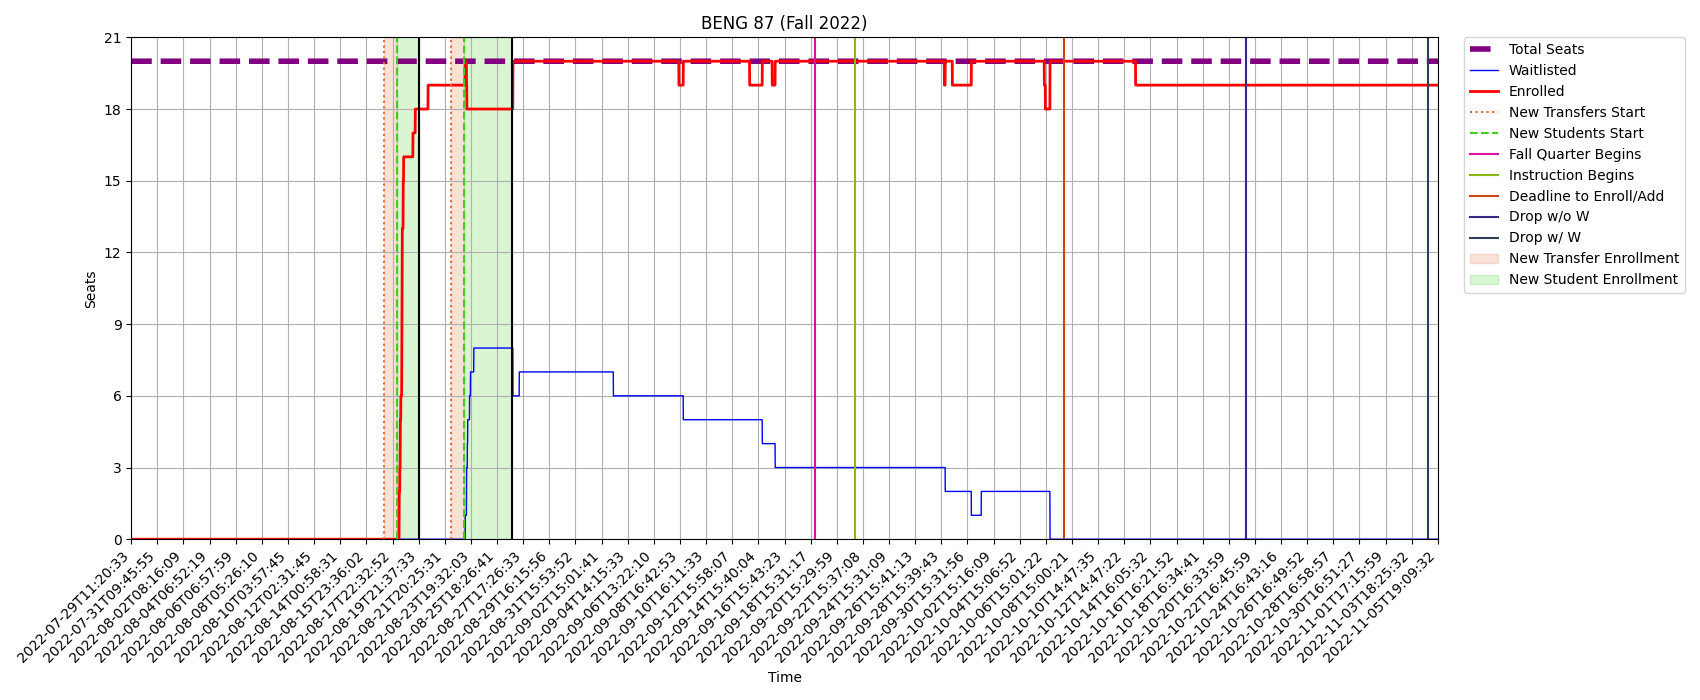 BENG 87 (Fall 2022)
21
18
15
12
9
6
3
0
Seats
2022-07-29T11:20:33
2022-07-31T09:45:55
2022-08-02T08:16:09
2022-08-04T06:52:19
2022-08-06T06:57:59
2022-08-08T05:26:10
2022-08-10T03:57:45
2022-08-12T02:31:45
2022-08-14T00:58:31
2022-08-15T23:36:02
2022-08-17T22:32:52
2022-08-19T21:37:33
2022-08-21T20:25:31
2022-08-23T19:32:03
2022-08-25T18:26:41
2022-08-27T17:26:33
2022-08-29T16:15:56
2022-08-31T15:53:52
2022-09-02T15:01:41
2022-09-04T14:15:33
2022-09-06T13:22:10
2022-09-08T16:42:53
2022-09-10T16:11:33
2022-09-12T15:58:07
2022-09-14T15:40:04
2022-09-16T15:43:23
2022-09-18T15:31:17
2022-09-20T15:29:59
2022-09-22T15:37:08
2022-09-24T15:31:09
2022-09-26T15:41:13
2022-09-28T15:39:43
2022-09-30T15:31:56
2022-10-02T15:16:09
2022-10-04T15:06:52
2022-10-06T15:01:22
2022-10-08T15:00:21
2022-10-10T14:47:35
2022-10-12T14:47:22
2022-10-14T16:05:32
2022-10-16T16:21:52
2022-10-18T16:34:41
2022-10-20T16:33:59
2022-10-22T16:45:59
2022-10-24T16:43:16
2022-10-26T16:49:52
2022-10-28T16:58:57
2022-10-30T16:51:27
2022-11-01T17:15:59
2022-11-03T18:25:32
2022-11-05T19:09:32
Time
Total Seats
Waitlisted
Enrolled
New Transfers Start
New Students Start
Fall Quarter Begins
Instruction Begins
Deadline to Enroll/Add
Drop w/o W
Drop w/ W
New Transfer Enrollment
New Student Enrollment